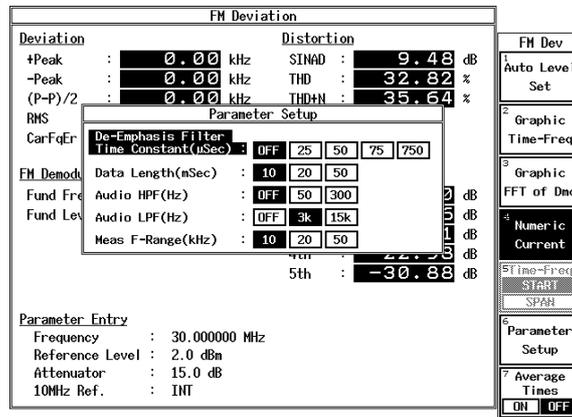 FM Deviation
Deviation Distortion
+Peak : 0.00 kHz SINAD : 9.48 dB
-Peak : 0.00 kHz THD : 32.82 %
(P-P)/2 : 0.00 kHz THD+N : 35.64 %
Parameter Setup
RMS
CarFqEr
De-Emphasis Filter
Time Constant(µSec) : OFF 25 50 75 750
FM Demodu
Data Length(mSec) : 10 20 50
Fund Fre
Audio HPF(Hz) : OFF 50 300 dB
Fund Lev
Audio LPF(Hz) : OFF 3k 15k dB
Meas F-Range(kHz) : 10 20 50 dB
4th dB
5th : -30.88 dB
Parameter Entry
Frequency : 30.000000 MHz
Reference Level : 2.0 dBm
Attenuator : 15.0 dB
10MHz Ref. : INT
FM Dev
1
Auto Leve
Set
2
Graphic
Time-Freq
3
Graphic
FFT of Dmo
4
Numeric
Current
5
Time-Freq
START
SPAN
6
Parameter
Setup
7
Average
Times
ON OFF